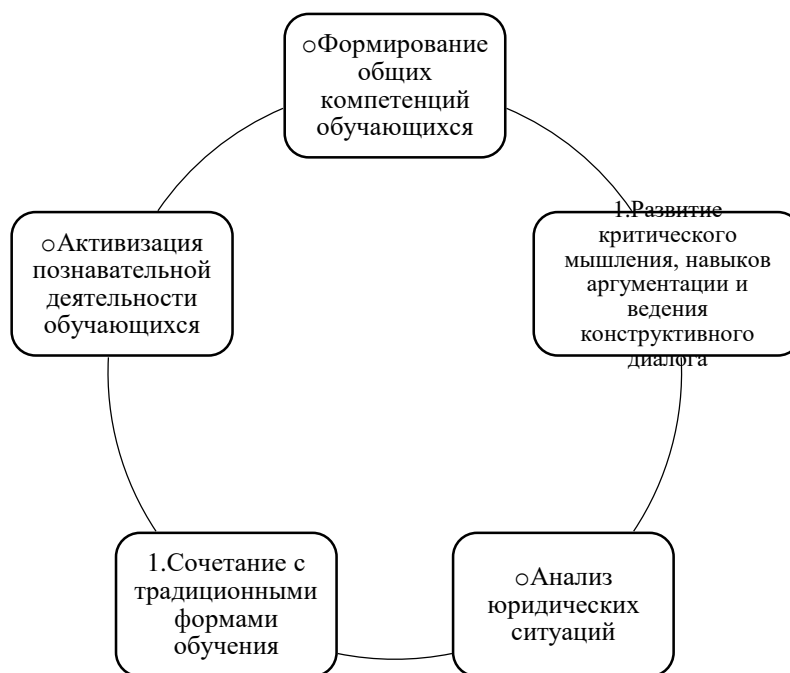 ○Формирование
общих
компетенций
обучающихся
1.Развитие
критического
мышления, навыков
аргументации и
ведения
конструктивного
диалога
○Анализ
юридических
ситуаций
1.Сочетание с
традиционными
формами
обучения
○Активизация
познавательной
деятельности
обучающихся